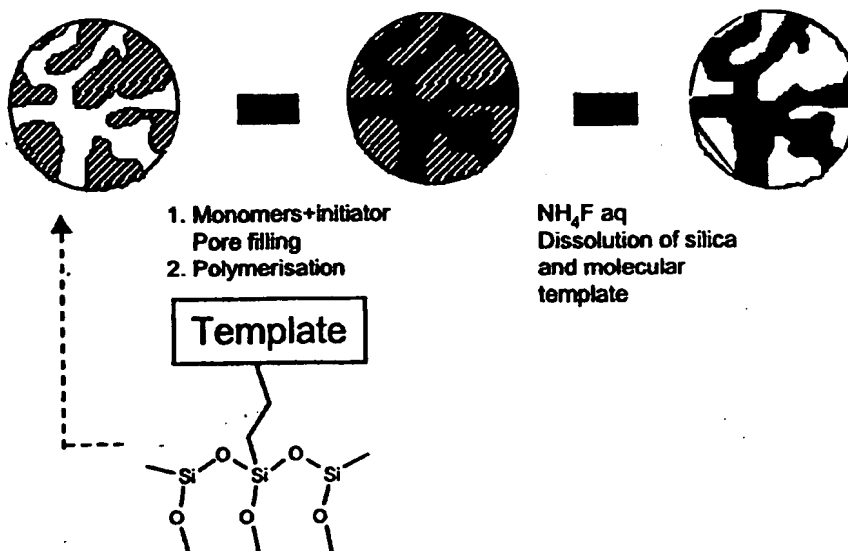 1. Monomers+initiator
Pore filling
2. Polymerisation
NH₄F aq
Dissolution of silica
and molecular
template
Template
O O
Si Si Si
O O O